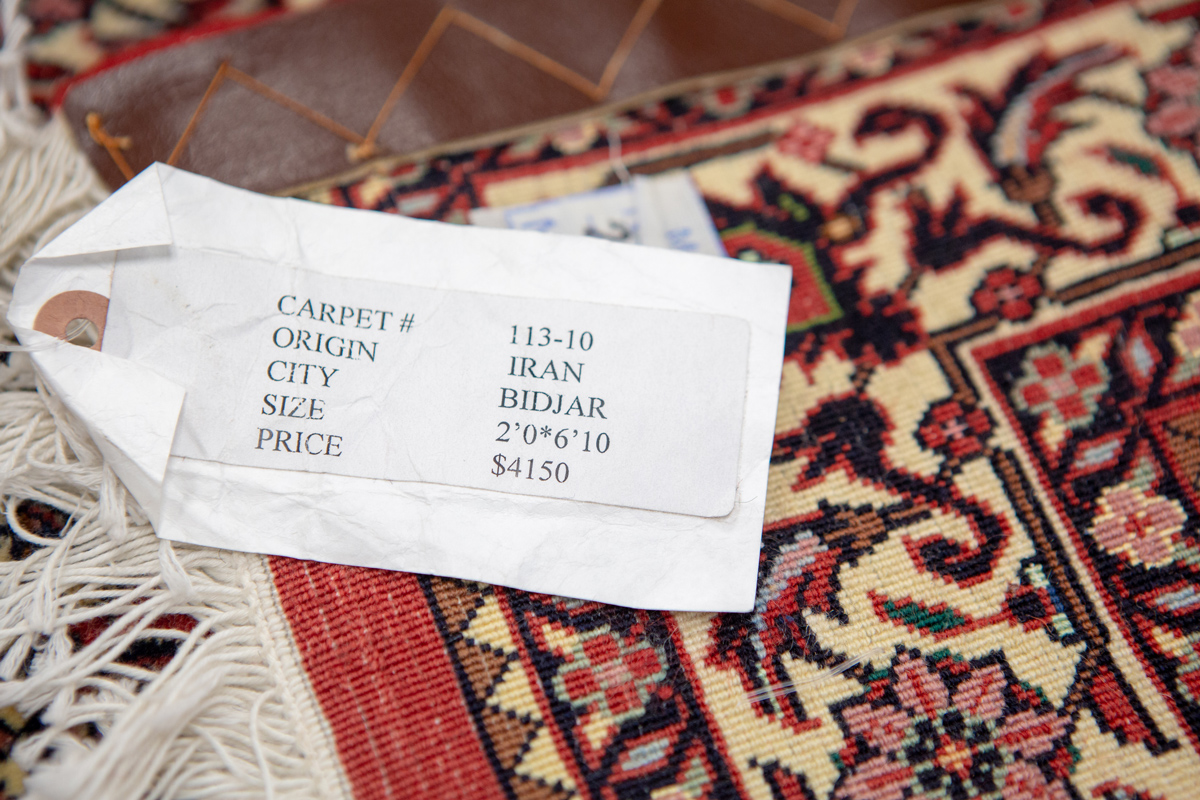 CARPET # 113-10
ORIGIN IRAN
CITY BIDJAR
SIZE 2’0*6’10
PRICE $4150